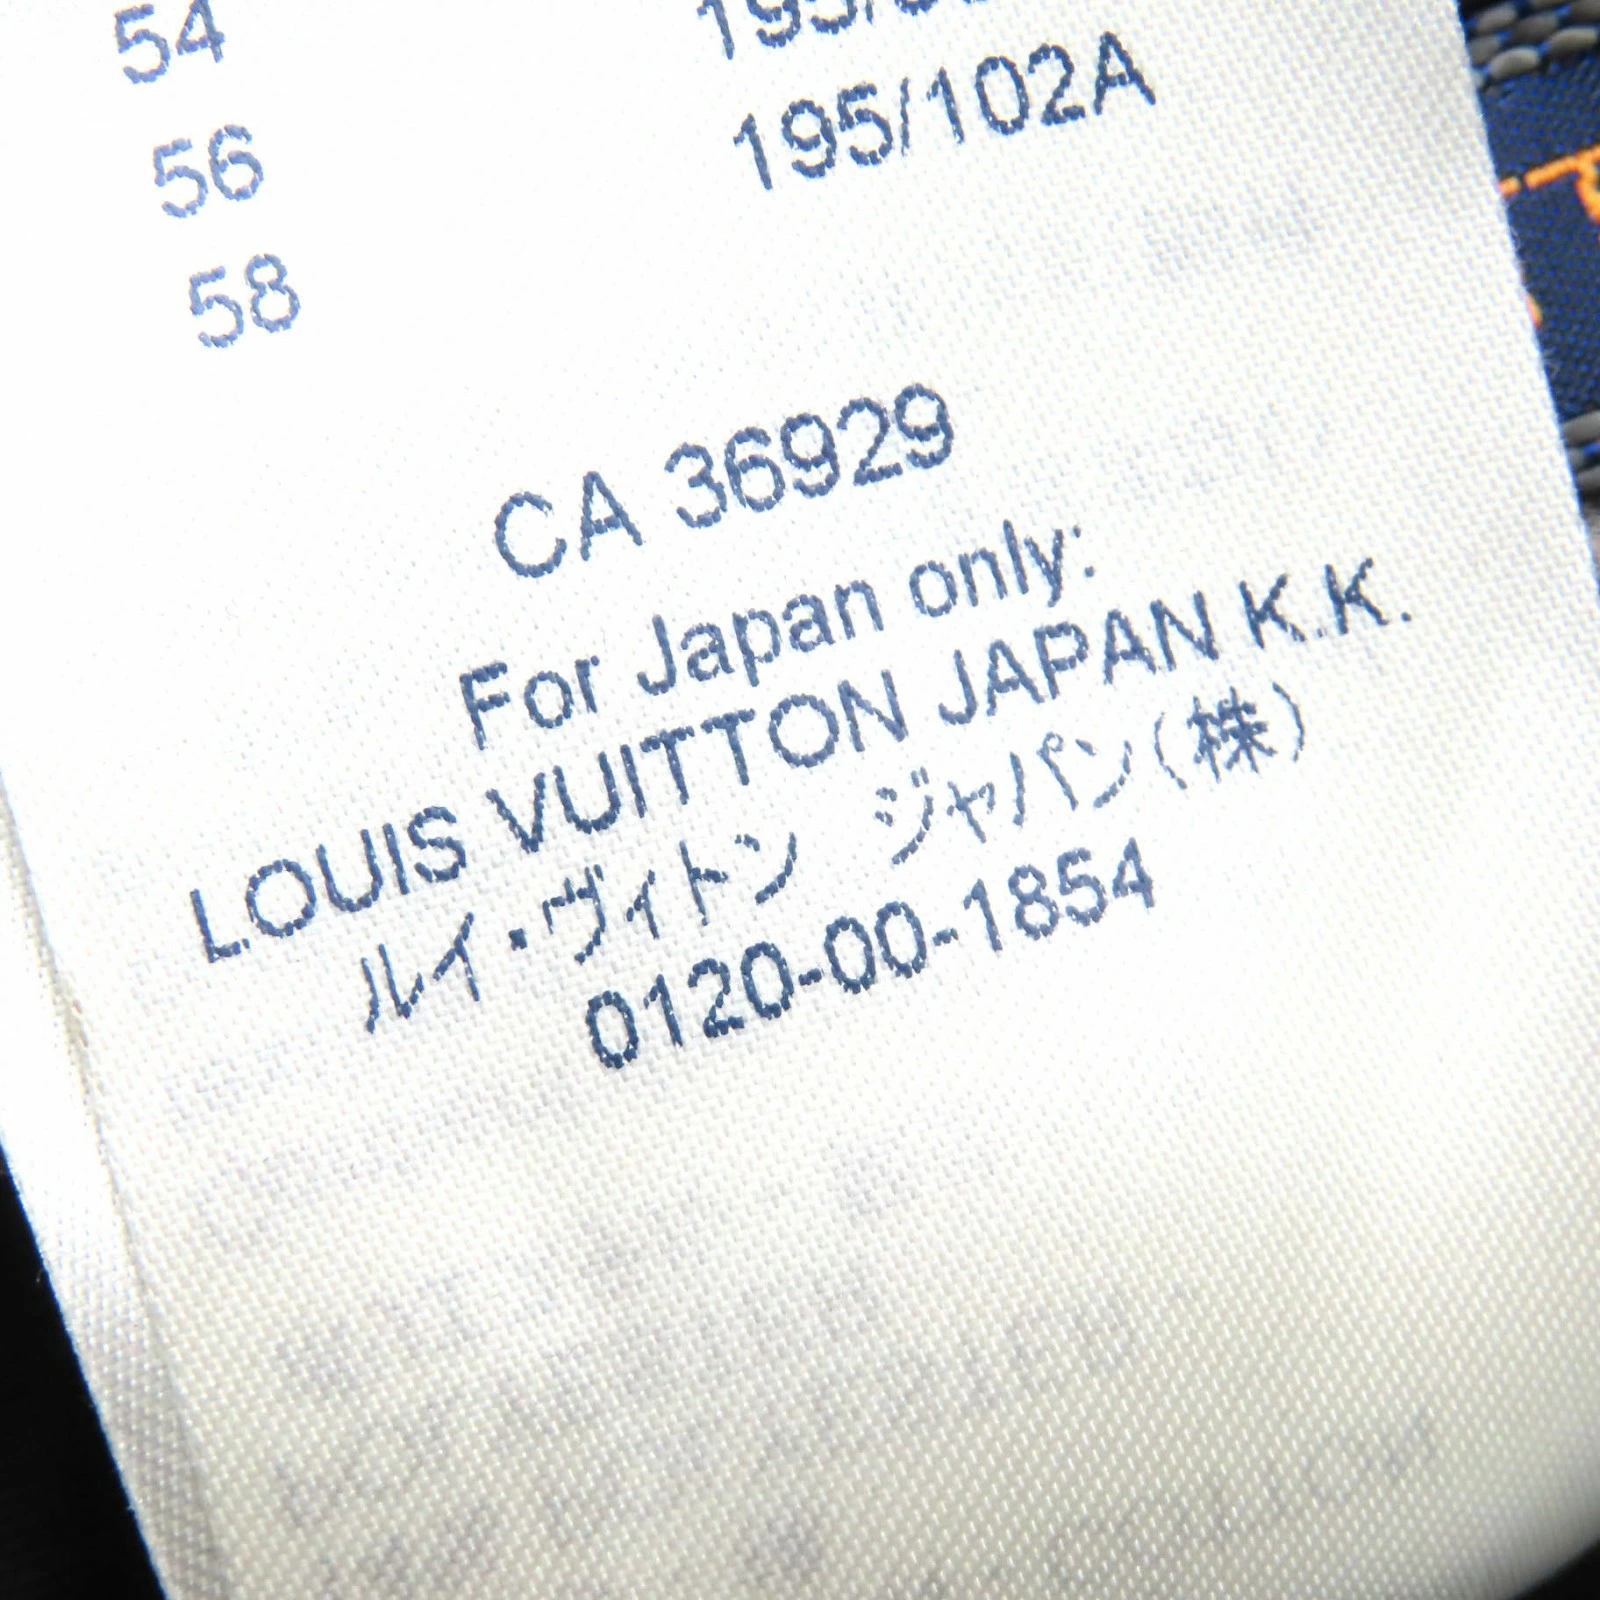 54
56 195/102A
58
CA 36929
For Japan only:
LOUIS VUITTON JAPAN K.K.
ルイ・ヴィトン ジャパン(株)
0120-00-1854